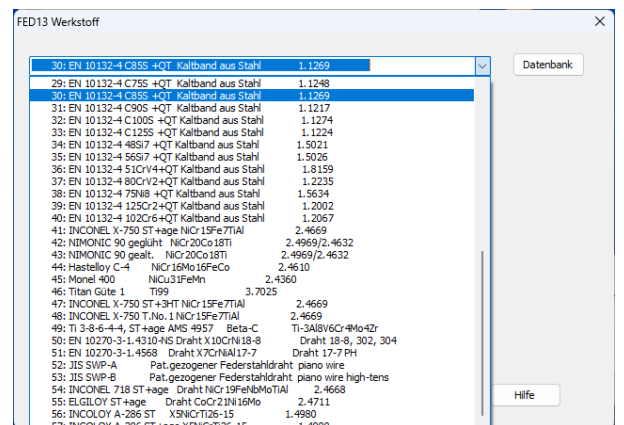 FED13 Werkstoff
30: EN 10132-4 C85S +QT Kaltband aus Stahl 1.1269
Datenbank
29: EN 10132-4 C75S +QT Kaltband aus Stahl 1.1248
30: EN 10132-4 C85S +QT Kaltband aus Stahl 1.1269
31: EN 10132-4 C90S +QT Kaltband aus Stahl 1.1217
32: EN 10132-4 C100S +QT Kaltband aus Stahl 1.1274
33: EN 10132-4 C125S +QT Kaltband aus Stahl 1.1224
34: EN 10132-4 48Si7 +QT Kaltband aus Stahl 1.5021
35: EN 10132-4 56Si7 +QT Kaltband aus Stahl 1.5026
36: EN 10132-4 51CrV4+QT Kaltband aus Stahl 1.8159
37: EN 10132-4 80CrV2+QT Kaltband aus Stahl 1.2235
38: EN 10132-4 75Ni8 +QT Kaltband aus Stahl 1.5634
39: EN 10132-4 125Cr2+QT Kaltband aus Stahl 1.2002
40: EN 10132-4 102Cr6+QT Kaltband aus Stahl 1.2067
41: INCONEL X-750 ST+age NiCr15Fe7TiAl 2.4669
42: NIMONIC 90 geglüht NiCr20Co18Ti 2.4969/2.4632
43: NIMONIC 90 gealt. NiCr20Co18Ti 2.4969/2.4632
44: Hastelloy C-4 NiCr16Mo16FeCo 2.4610
45: Monel 400 NiCu31FeMn 2.4360
46: Titan Güte 1 Ti99 3.7025
47: INCONEL X-750 ST+3HT NiCr15Fe7TiAl 2.4669
48: INCONEL X-750 T.No.1 NiCr15Fe7TiAl 2.4669
49: Ti 3-8-6-4-4, ST+age AMS 4957 Beta-C Ti-3Al8V6Cr4Mo4Zr
50: EN 10270-3-1.4310-NS Draht X10CrNi18-8 Draht 18-8, 302, 304
51: EN 10270-3-1.4568 Draht X7CrNiAl17-7 Draht 17-7 PH
52: JIS SWP-A Pat.gezogener Federstahldraht piano wire
53: JIS SWP-B Pat.gezogener Federstahldraht piano wire high-tens
54: INCONEL 718 ST+age Draht NiCr19FeNbMoTiAl 2.4668
55: ELGILOY ST+age Draht CoCr21Ni16Mo 2.4711
Hilfe
56: INCOLOY A-286 ST X5NiCrTi26-15 1.4980
57: INCOLOY A-286 ST+age X5NiCrTi26-15 1.4980